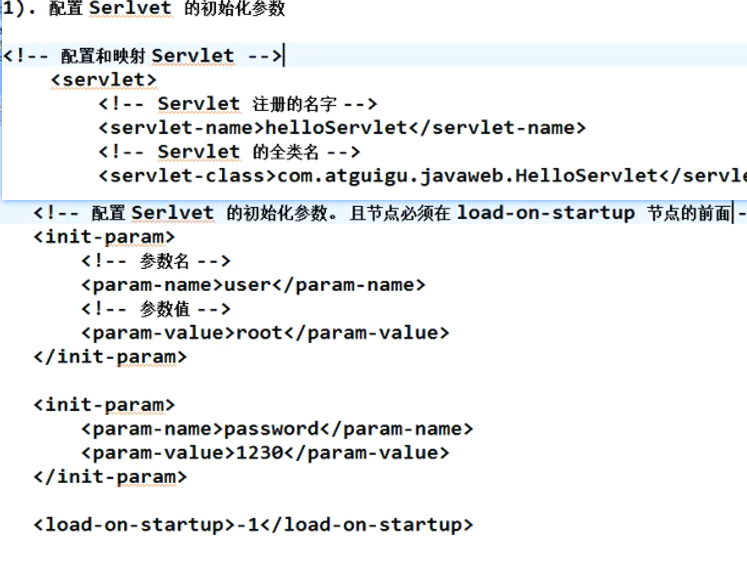 1). 配置 Serlvet 的初始化参数
<!-- 配置和映射 Servlet -->
<servlet>
<!-- Servlet 注册的名字 -->
<servlet-name>helloServlet</servlet-name>
<!-- Servlet 的全类名 -->
<servlet-class>com.atguigu.javaweb.HelloServlet</servle
<!-- 配置 Serlvet 的初始化参数。 且节点必须在 load-on-startup 节点的前面 -
<init-param>
<!-- 参数名 -->
<param-name>user</param-name>
<!-- 参数值 -->
<param-value>root</param-value>
</init-param>
<init-param>
<param-name>password</param-name>
<param-value>1230</param-value>
</init-param>
<load-on-startup>-1</load-on-startup>